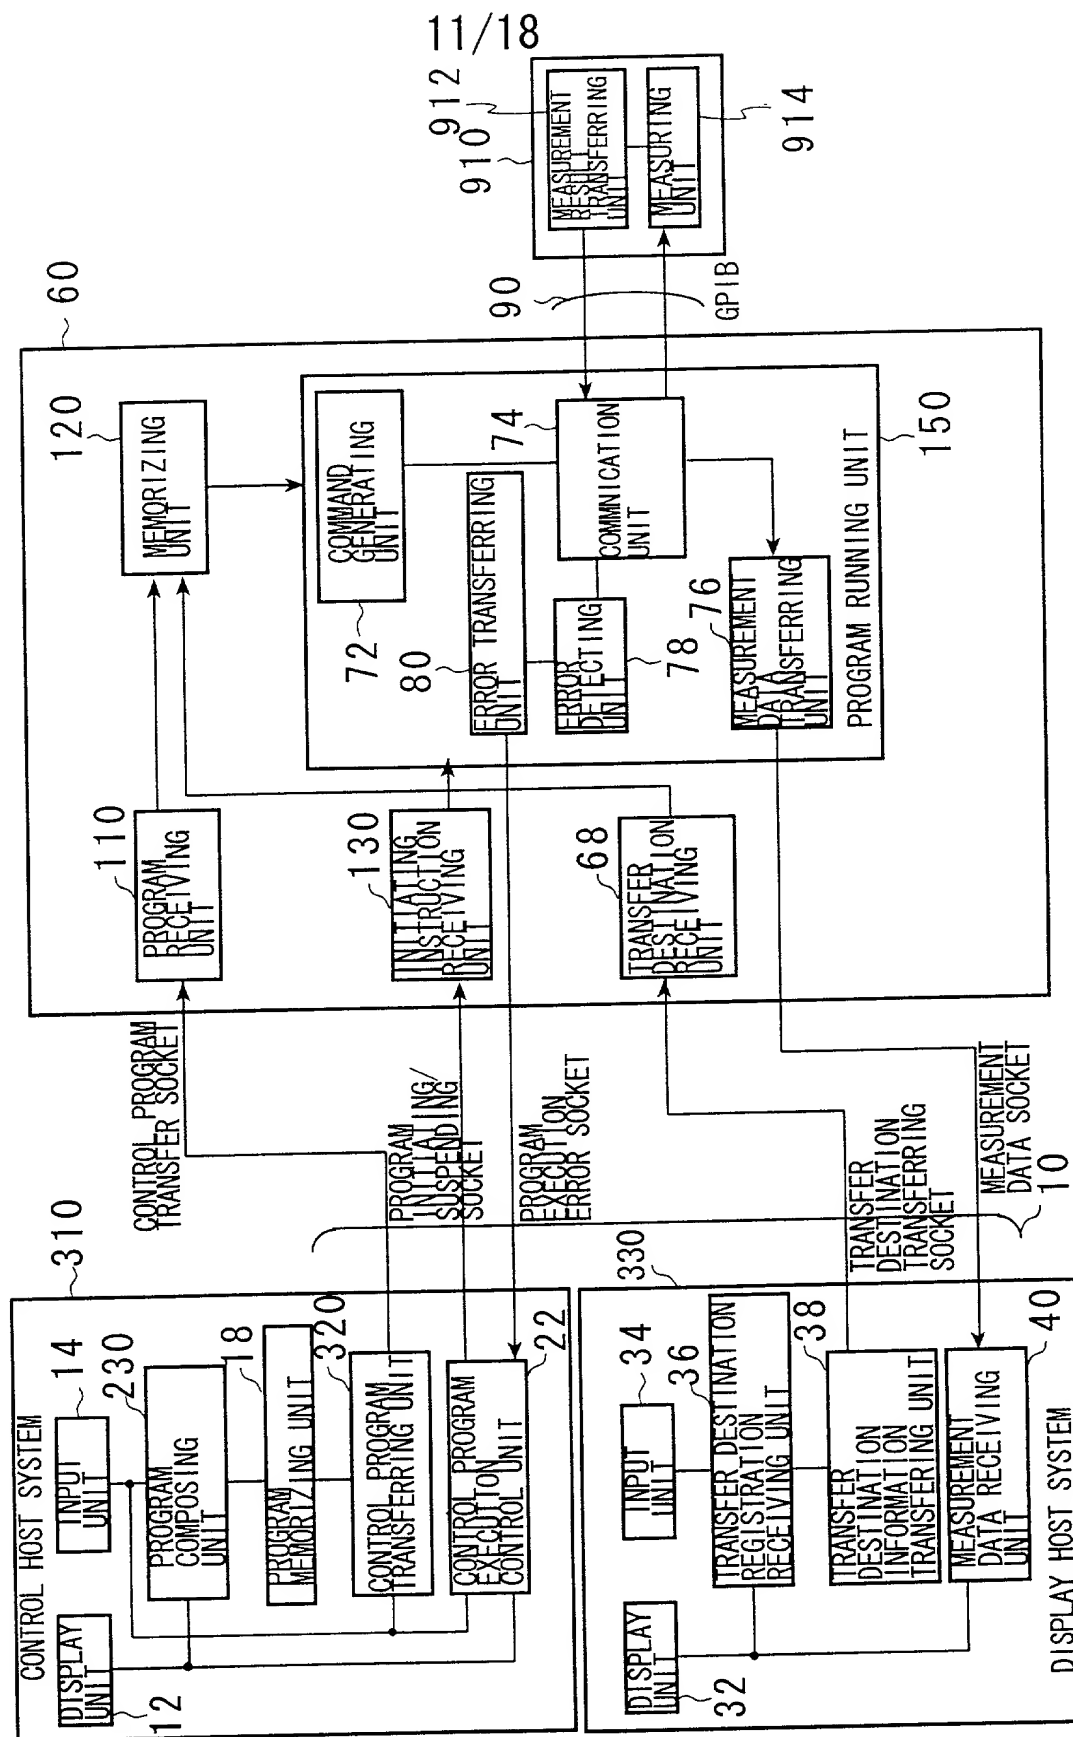 11/18
CONTROL HOST SYSTEM
310
DISPLAY
UNIT
12
INPUT
UNIT
14
PROGRAM
COMPOSING
UNIT
230
PROGRAM
MEMORIZING UNIT
18
CONTROL PROGRAM
TRANSFERRING UNIT
320
CONTROL PROGRAM
EXECUTION
CONTROL UNIT
22
DISPLAY HOST SYSTEM
330
DISPLAY
UNIT
32
INPUT
UNIT
34
TRANSFER DESTINATION
REGISTRATION
RECEIVING UNIT
36
TRANSFER
DESTINATION
INFORMATION
TRANSFERING UNIT
38
MEASUREMENT
DATA RECEIVING
UNIT
40
CONTROL PROGRAM
TRANSFER SOCKET
PROGRAM
INITIALING/
SUSPENDING
SOCKET
PROGRAM
EXECUTION
ERROR SOCKET
TRANSFER
DESTINATION
TRANSFERRING
SOCKET
MEASUREMENT
DATA SOCKET
10
60
PROGRAM
RECEIVING
UNIT
110
MEMORIZING
UNIT
120
INITIATING
INSTRUCTION
RECEIVING
UNIT
130
TRANSFER
DESTINATION
RECEIVING
UNIT
68
COMMAND
GENERATING
UNIT
72
ERROR TRANSFERRING
UNIT
80
ERROR
DETECTING
UNIT
78
COMMNICATION
UNIT
74
MEASUREMENT
DATA
TRANSFERRING
UNIT
76
PROGRAM RUNNING UNIT
150
90
GPIB
910
MEASUREMENT
RESULT
TRANSFERRING
UNIT
912
MEASURING
UNIT
914